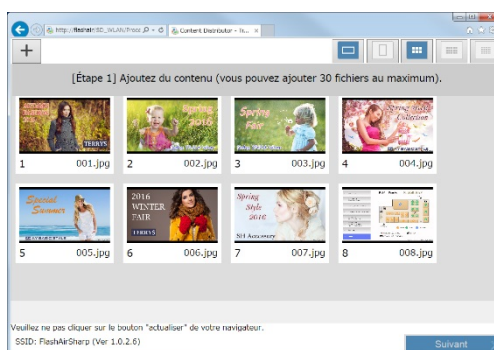 http://flashair/SD_WLAN/Proce
Content Distributor - Tr...
[Étape 1] Ajoutez du contenu (vous pouvez ajouter 30 fichiers au maximum).
TERRYS
Spring
2016
Spring
Fair
Spring Style
Collection
1 001.jpg 2 002.jpg 3 003.jpg 4 004.jpg
Special
Summer
2016
WINTER
FAIR
TERRYS
Spring
Style
2016
SH Accessory
5 005.jpg 6 006.jpg 7 007.jpg 8 008.jpg
Veuillez ne pas cliquer sur le bouton "actualiser" de votre navigateur.
SSID: FlashAirSharp (Ver 1.0.2.6)
Suivant